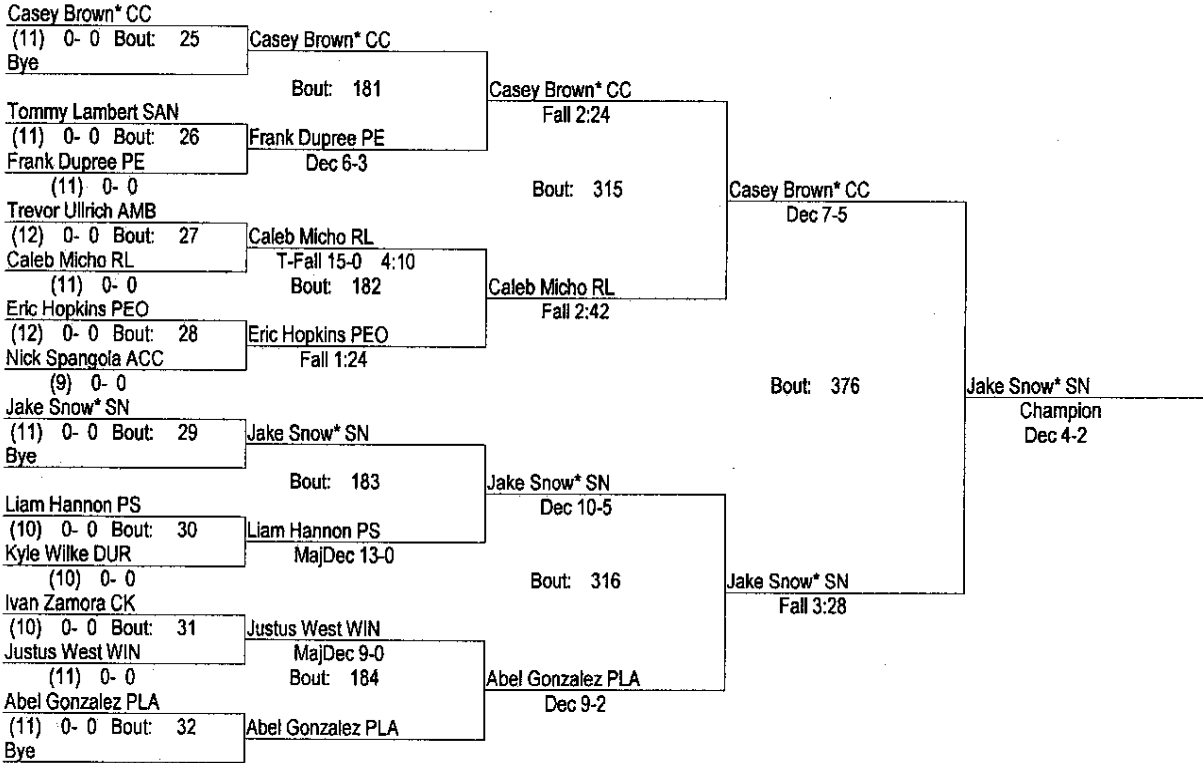 Casey Brown* CC
(11) 0- 0 Bout: 25
Bye
Tommy Lambert SAN
(11) 0- 0 Bout: 26
Frank Dupree PE
(11) 0- 0
Trevor Ullrich AMB
(12) 0- 0 Bout: 27
Caleb Micho RL
(11) 0- 0
Eric Hopkins PEO
(12) 0- 0 Bout: 28
Nick Spangola ACC
(9) 0- 0
Jake Snow* SN
(11) 0- 0 Bout: 29
Bye
Liam Hannon PS
(10) 0- 0 Bout: 30
Kyle Wilke DUR
(10) 0- 0
Ivan Zamora CK
(10) 0- 0 Bout: 31
Justus West WIN
(11) 0- 0
Abel Gonzalez PLA
(11) 0- 0 Bout: 32
Bye
Casey Brown* CC
Bout: 181
Frank Dupree PE
Dec 6-3
Caleb Micho RL
T-Fall 15-0 4:10
Bout: 182
Eric Hopkins PEO
Fall 1:24
Jake Snow* SN
Bout: 183
Liam Hannon PS
MajDec 13-0
Justus West WIN
MajDec 9-0
Bout: 184
Abel Gonzalez PLA
Casey Brown* CC
Fall 2:24
Bout: 315
Caleb Micho RL
Fall 2:42
Jake Snow* SN
Dec 10-5
Bout: 316
Abel Gonzalez PLA
Dec 9-2
Casey Brown* CC
Dec 7-5
Bout: 376
Jake Snow* SN
Fall 3:28
Jake Snow* SN
Champion
Dec 4-2